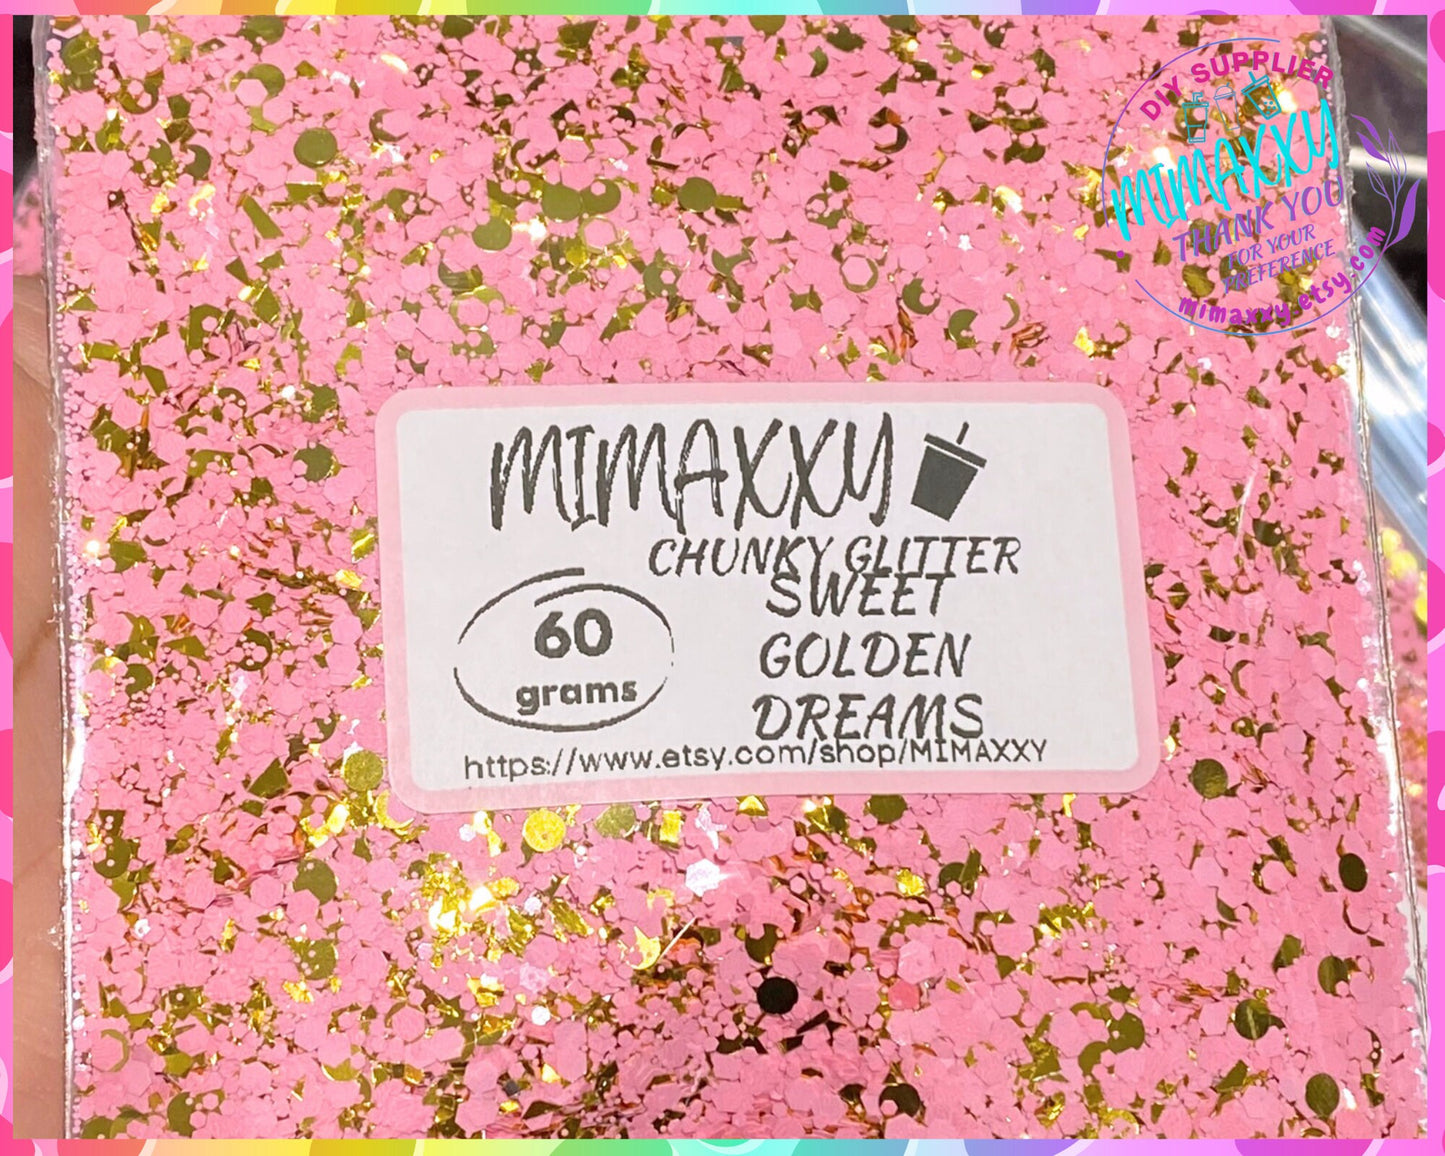 DIY SUPPLIER
MIMAXXY
THANK YOU
FOR YOUR
PREFERENCE
mimaxxy.etsy.com
MIMAXXY
CHUNKY GLITTER
SWEET
GOLDEN
DREAMS
60
grams
https://www.etsy.com/shop/MIMAXXY